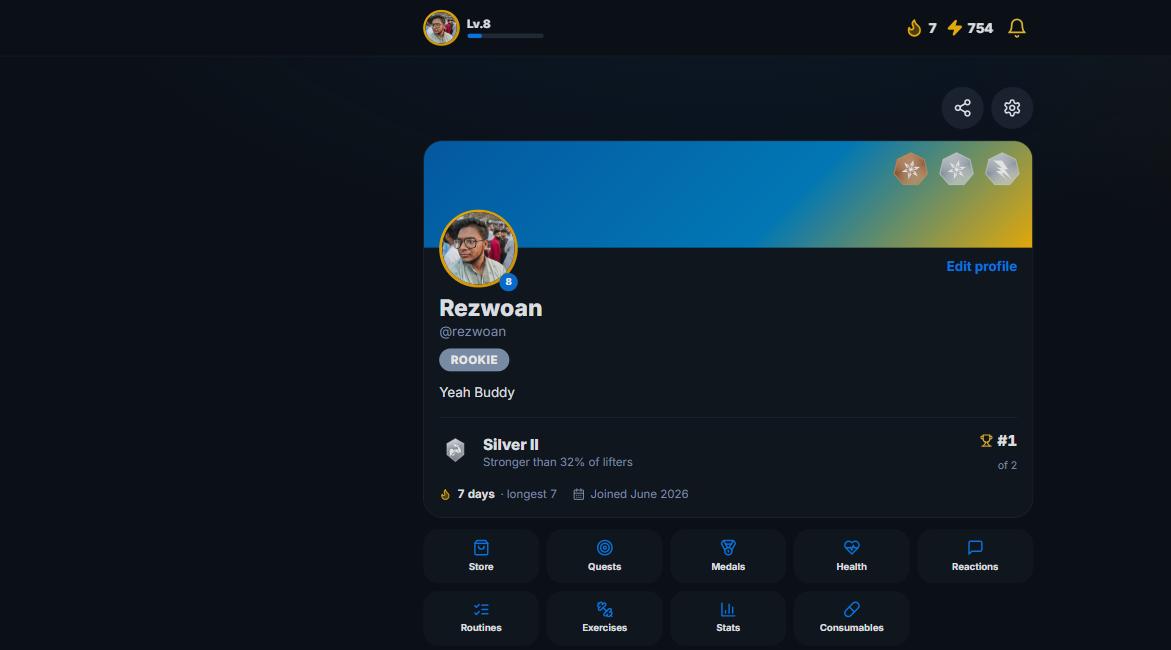 Lv.8
7 754
Edit profile
8
Rezwoan
@rezwoan
ROOKIE
Yeah Buddy
Silver II
Stronger than 32% of lifters
#1
of 2
7 days · longest 7 Joined June 2026
Store Quests Medals Health Reactions
Routines Exercises Stats Consumables